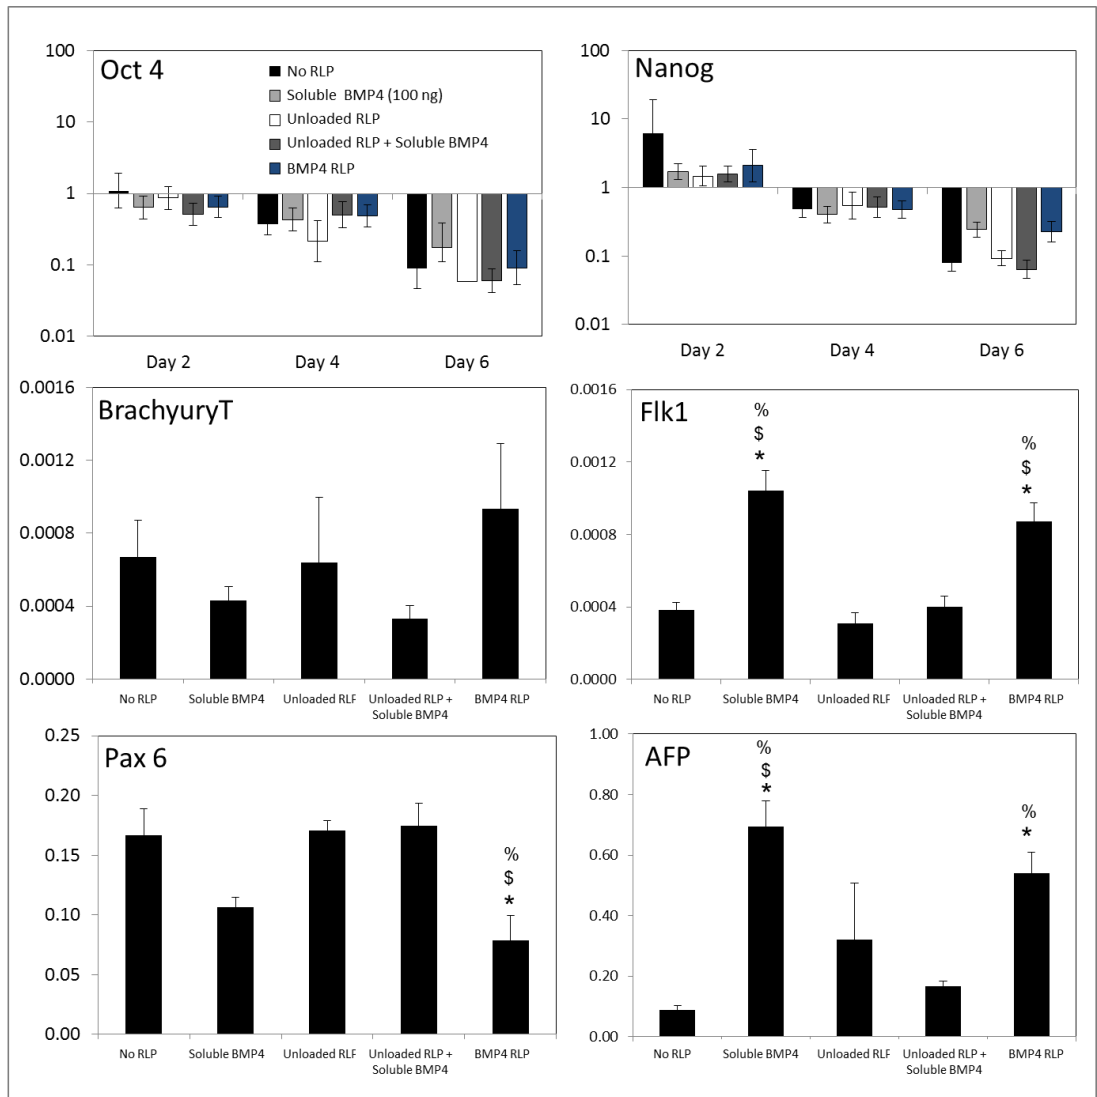 Oct 4
100
10
1
0.1
0.01
No RLP
Soluble BMP4 (100 ng)
Unloaded RLP
Unloaded RLP + Soluble BMP4
BMP4 RLP
Day 2 Day 4 Day 6
Nanog
100
10
1
0.1
0.01
Day 2 Day 4 Day 6
BrachyuryT
0.0016
0.0012
0.0008
0.0004
0.0000
No RLP Soluble BMP4 Unloaded RLP Unloaded RLP + BMP4 RLP
Soluble BMP4
Flk1
0.0016
0.0012
0.0008
0.0004
0.0000
%
$
*
%
$
*
No RLP Soluble BMP4 Unloaded RLP Unloaded RLP + BMP4 RLP
Soluble BMP4
Pax 6
0.25
0.20
0.15
0.10
0.05
0.00
%
$
*
No RLP Soluble BMP4 Unloaded RLP Unloaded RLP + BMP4 RLP
Soluble BMP4
AFP
1.00
0.80
0.60
0.40
0.20
0.00
%
$
*
%
*
No RLP Soluble BMP4 Unloaded RLP Unloaded RLP + BMP4 RLP
Soluble BMP4